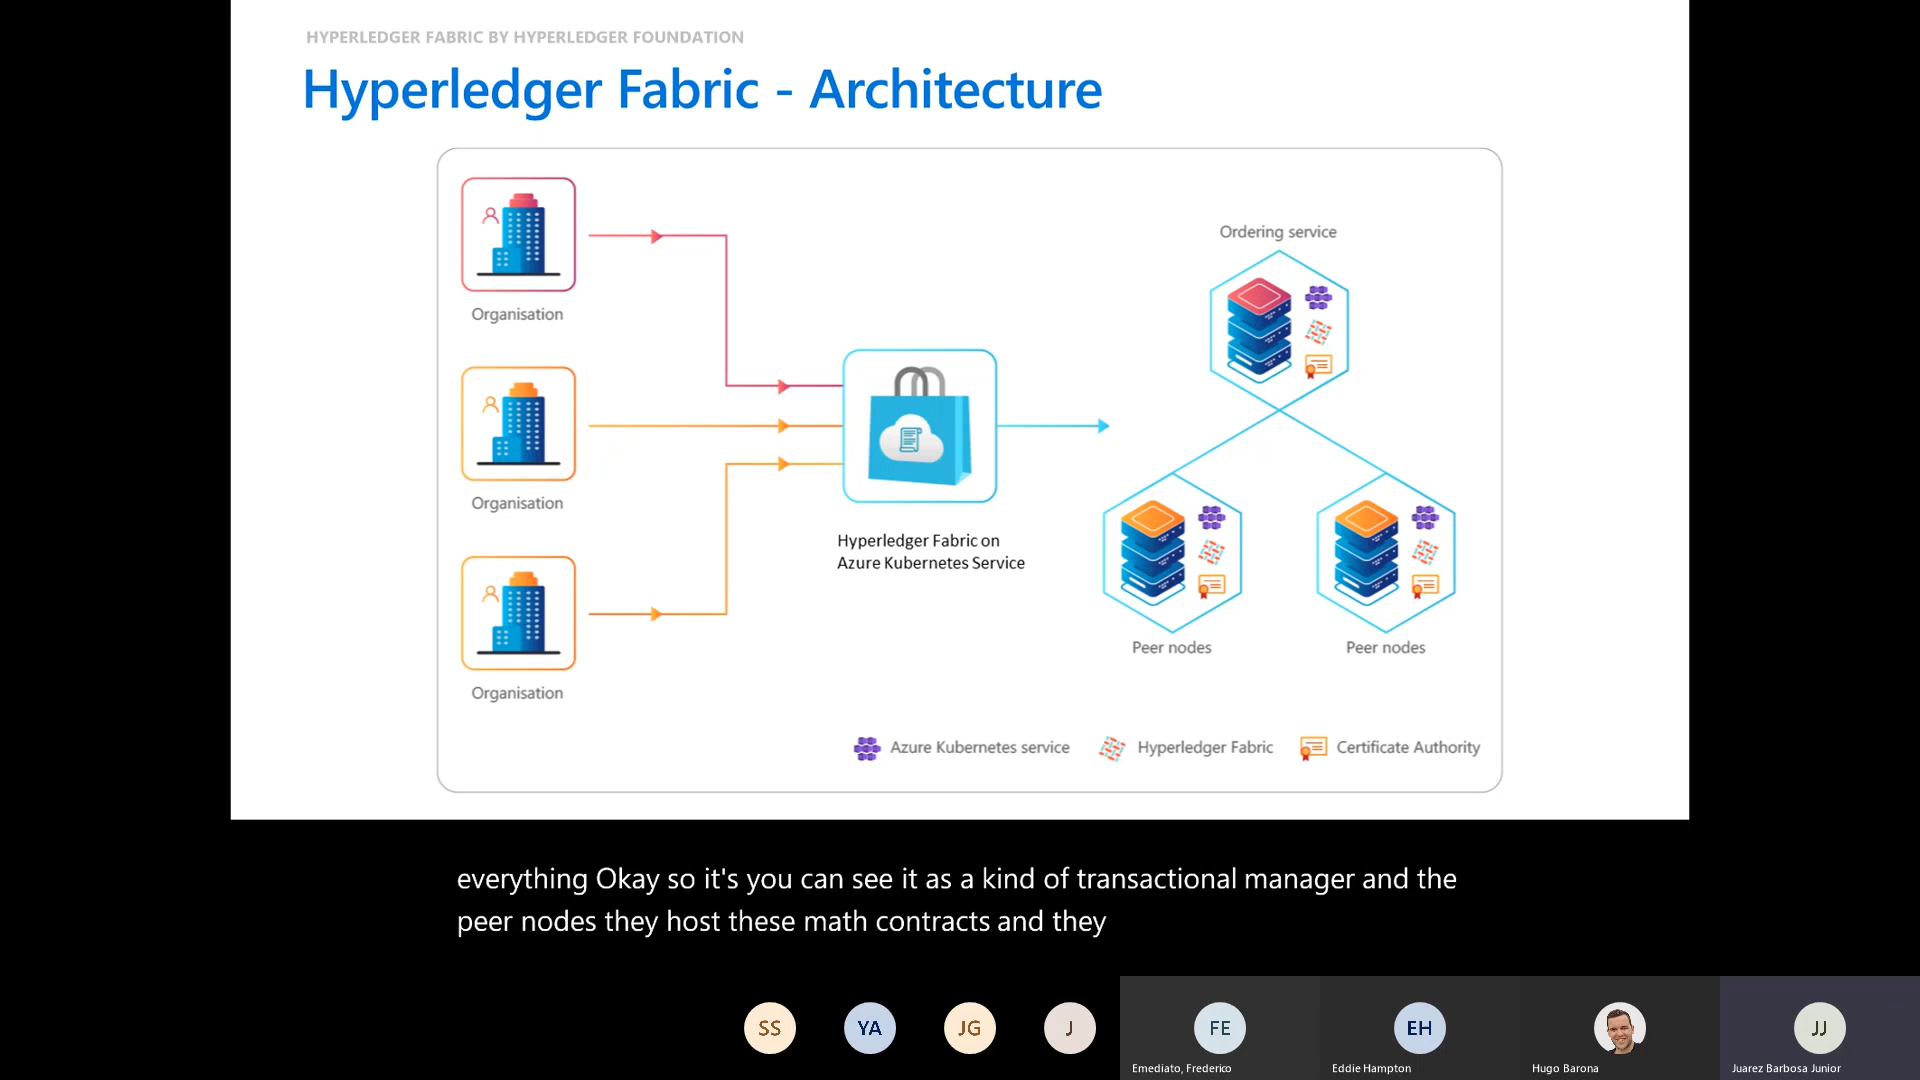 HYPERLEDGER FABRIC BY HYPERLEDGER FOUNDATION
Hyperledger Fabric - Architecture
Organisation
Organisation
Organisation
Hyperledger Fabric on
Azure Kubernetes Service
Ordering service
Peer nodes
Peer nodes
Azure Kubernetes service
Hyperledger Fabric
Certificate Authority
everything Okay so it's you can see it as a kind of transactional manager and the
peer nodes they host these math contracts and they
SS
YA
JG
J
FE
EH
JJ
Emediato, Frederico
Eddie Hampton
Hugo Barona
Juarez Barbosa Junior